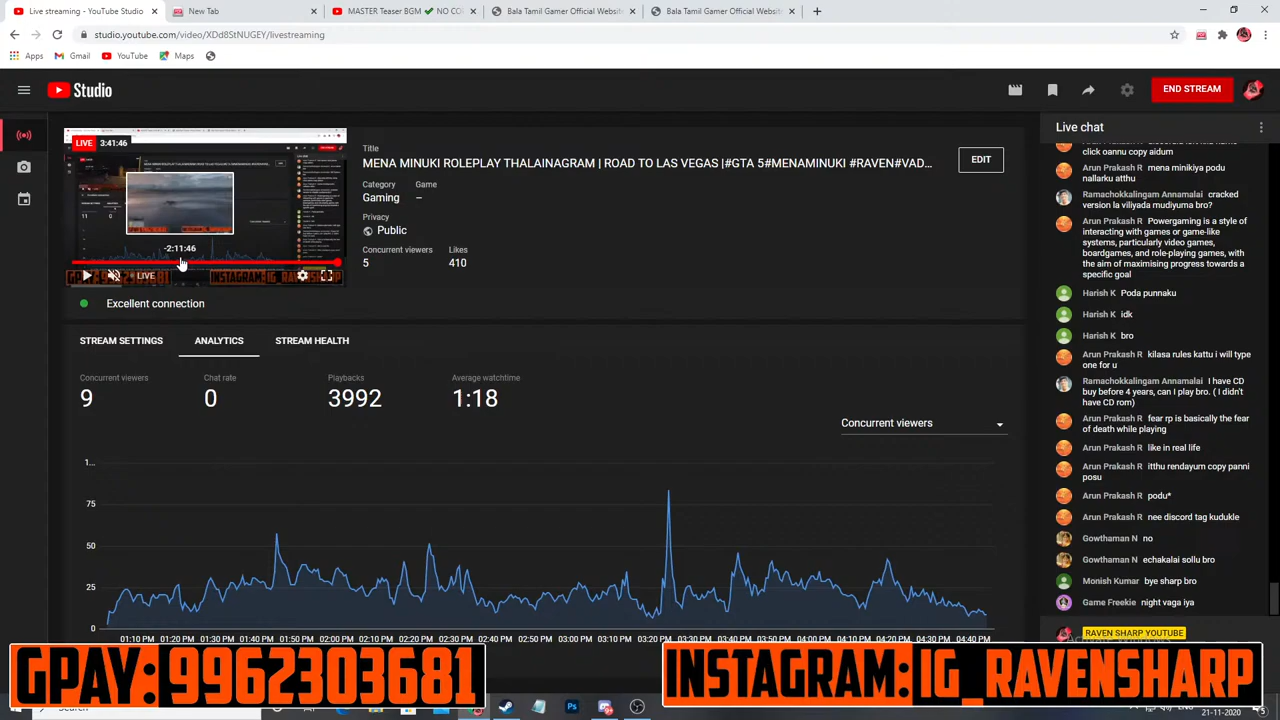 Live streaming - YouTube Studio
New Tab
MASTER Teaser BGM ✔ NO CO
Bala Tamil Gamer Official Website
Bala Tamil Gamer Official Website
studio.youtube.com/video/XDd8StNUGEY/livestreaming
Apps
Gmail
YouTube
Maps
Studio
END STREAM
LIVE 3:41:46
-2:11:46
LIVE
Title
MENA MINUKI ROLEPLAY THALAINAGRAM | ROAD TO LAS VEGAS |#GTA5#MENAMINUKY#RAVEN#VAD...
EDIT
Category
Gaming
Game
–
Privacy
Public
Concurrent viewers
5
Likes
410
Excellent connection
STREAM SETTINGS
ANALYTICS
STREAM HEALTH
Concurrent viewers
9
Chat rate
0
Playbacks
3992
Average watchtime
1:18
Concurrent viewers
1...
75
50
25
0
01:10 PM 01:20 PM 01:30 PM 01:40 PM 01:50 PM 02:00 PM 02:10 PM 02:20 PM 02:30 PM 02:40 PM 02:50 PM 03:00 PM 03:10 PM 03:20 PM 03:30 PM 03:40 PM 03:50 PM 04:00 PM 04:10 PM 04:20 PM 04:30 PM 04:40 PM
Live chat
click oannu copy aidum
Arun Prakash R mena minikiya podu
nallarku atthu
Ramachokkalingam Annamalai cracked
version la viliyada mudiyuma bro?
Arun Prakash R Powergaming is a style of
interacting with games or game-like
systems, particularly video games,
boardgames, and role-playing games, with
the aim of maximising progress towards a
specific goal
Harish K Poda punnaku
Harish K idk
Harish K bro
Arun Prakash R kilasa rules kattu i will type
one for u
Ramachokkalingam Annamalai I have CD
buy before 4 years, can I play bro. ( I didn't
have CD rom)
Arun Prakash R fear rp is basically the fear
of death while playing
Arun Prakash R like in real life
Arun Prakash R itthu rendayum copy panni
posu
Arun Prakash R podu*
Arun Prakash R nee discord tag kudukle
Gowthaman N no
Gowthaman N echakalai sollu bro
Monish Kumar bye sharp bro
Game Freekie night vaga iya
RAVEN SHARP YOUTUBE
GPAY:9962303681
INSTAGRAM:IG_RAVENSHARP
Search
21-11-2020